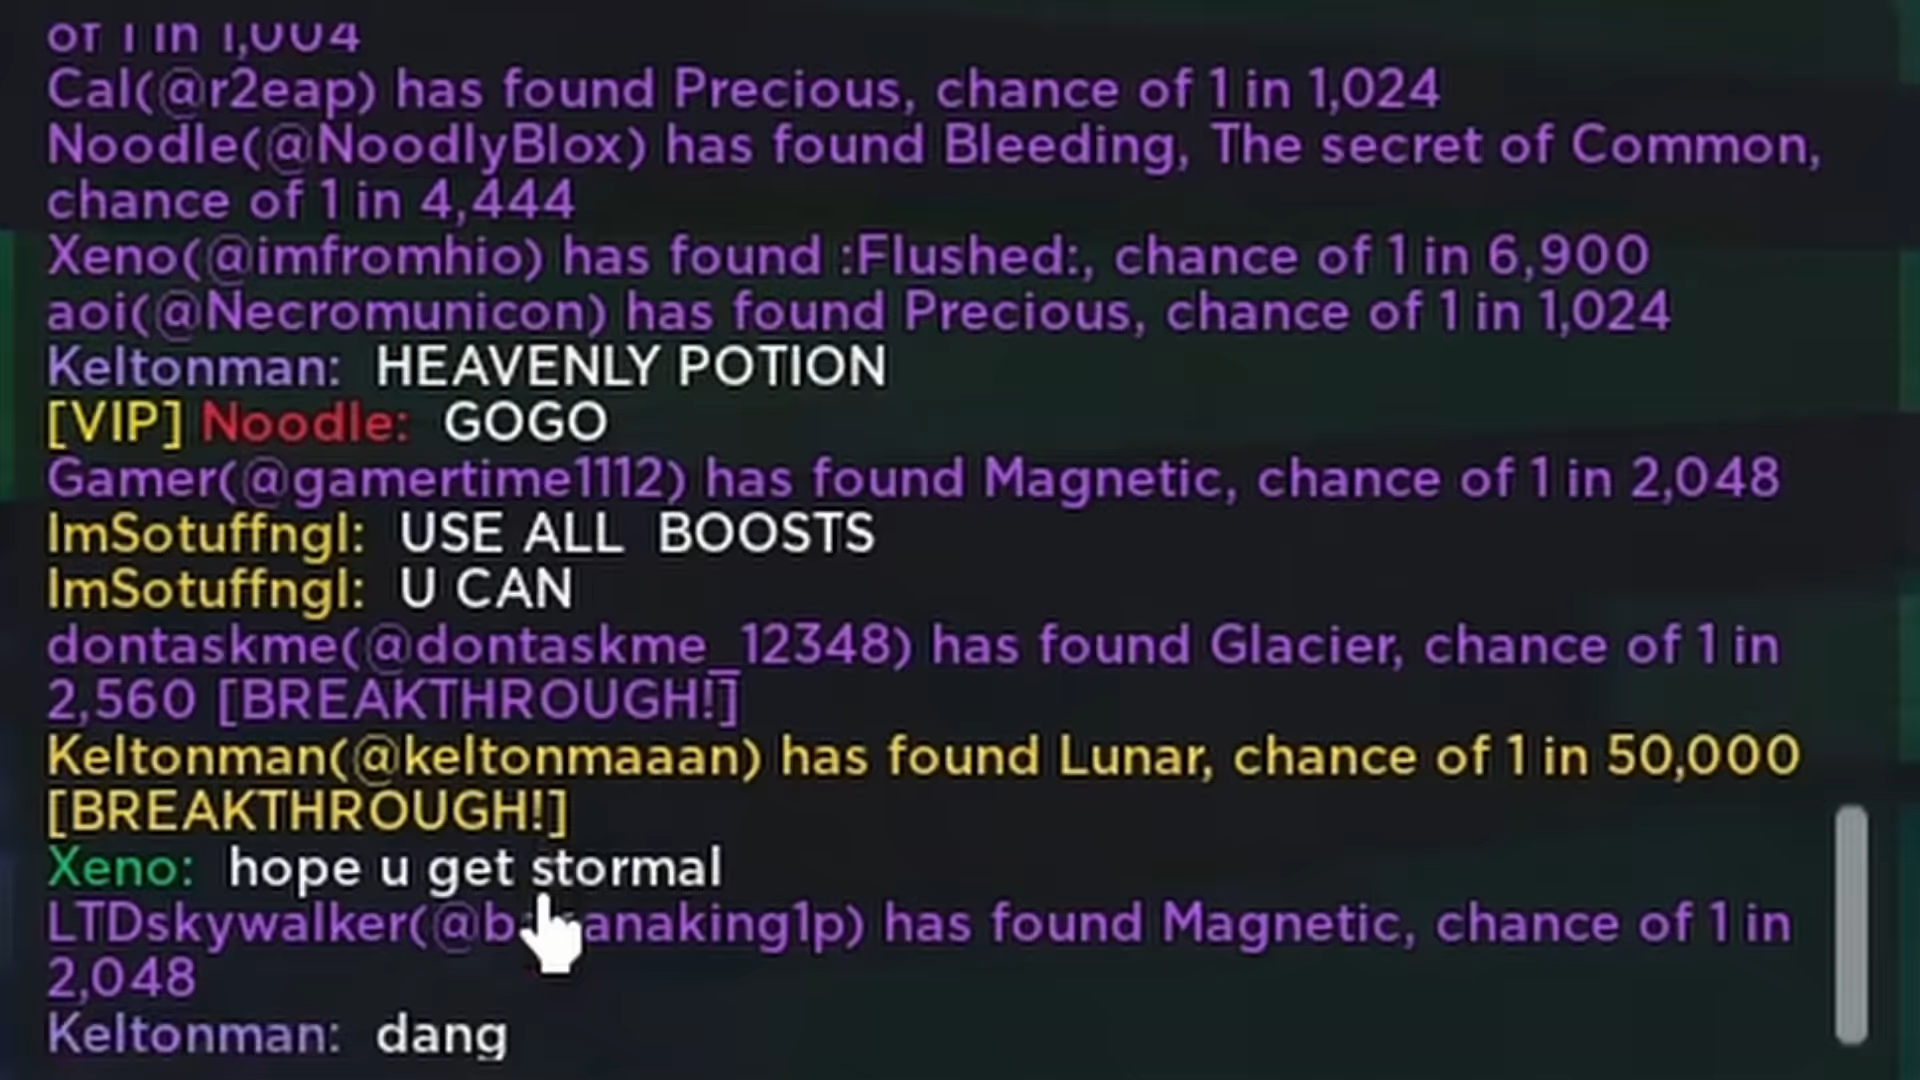 of 1 in 1,004
Cal(@r2eap) has found Precious, chance of 1 in 1,024
Noodle(@NoodlyBlox) has found Bleeding, The secret of Common,
chance of 1 in 4,444
Xeno(@imfromhio) has found :Flushed:, chance of 1 in 6,900
aoi(@Necromunicon) has found Precious, chance of 1 in 1,024
Keltonman: HEAVENLY POTION
[VIP] Noodle: GOGO
Gamer(@gamertime1112) has found Magnetic, chance of 1 in 2,048
ImSotuffngl: USE ALL BOOSTS
ImSotuffngl: U CAN
dontaskme(@dontaskme_12348) has found Glacier, chance of 1 in
2,560 [BREAKTHROUGH!]
Keltonman(@keltonmaaan) has found Lunar, chance of 1 in 50,000
[BREAKTHROUGH!]
Xeno: hope u get stormal
has found Magnetic, chance of 1 in
2,048
Keltonman: dang